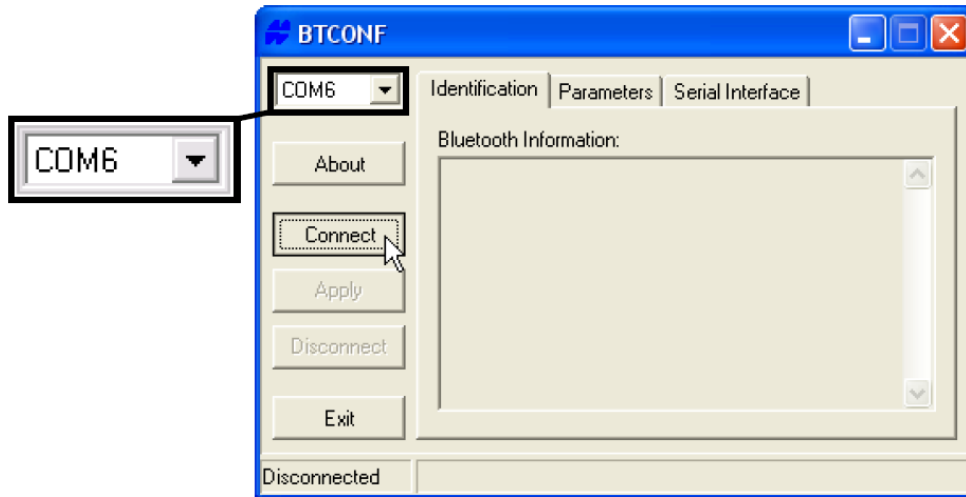 BTCONF
COM6
COM6
Identification Parameters Serial Interface
Bluetooth Information:
About
Connect
Apply
Disconnect
Exit
Disconnected